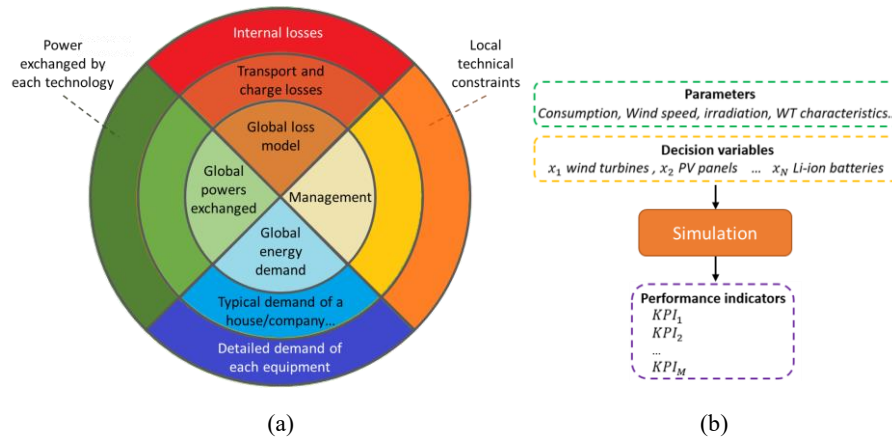 Power
exchanged by
each technology
Internal losses
Transport and
charge losses
Global loss
model
Local
technical
constraints
Global
powers
exchanged
Management
Global
energy
demand
Typical demand of a
house/company...
Detailed demand of
each equipment
(a)
Parameters
Consumption, Wind speed, irradiation, WT characteristics..
Decision variables
x₁ wind turbines , x₂ PV panels ... x_N Li-ion batteries
Simulation
Performance indicators
KPI₁
KPI₂
...
KPI_M
(b)